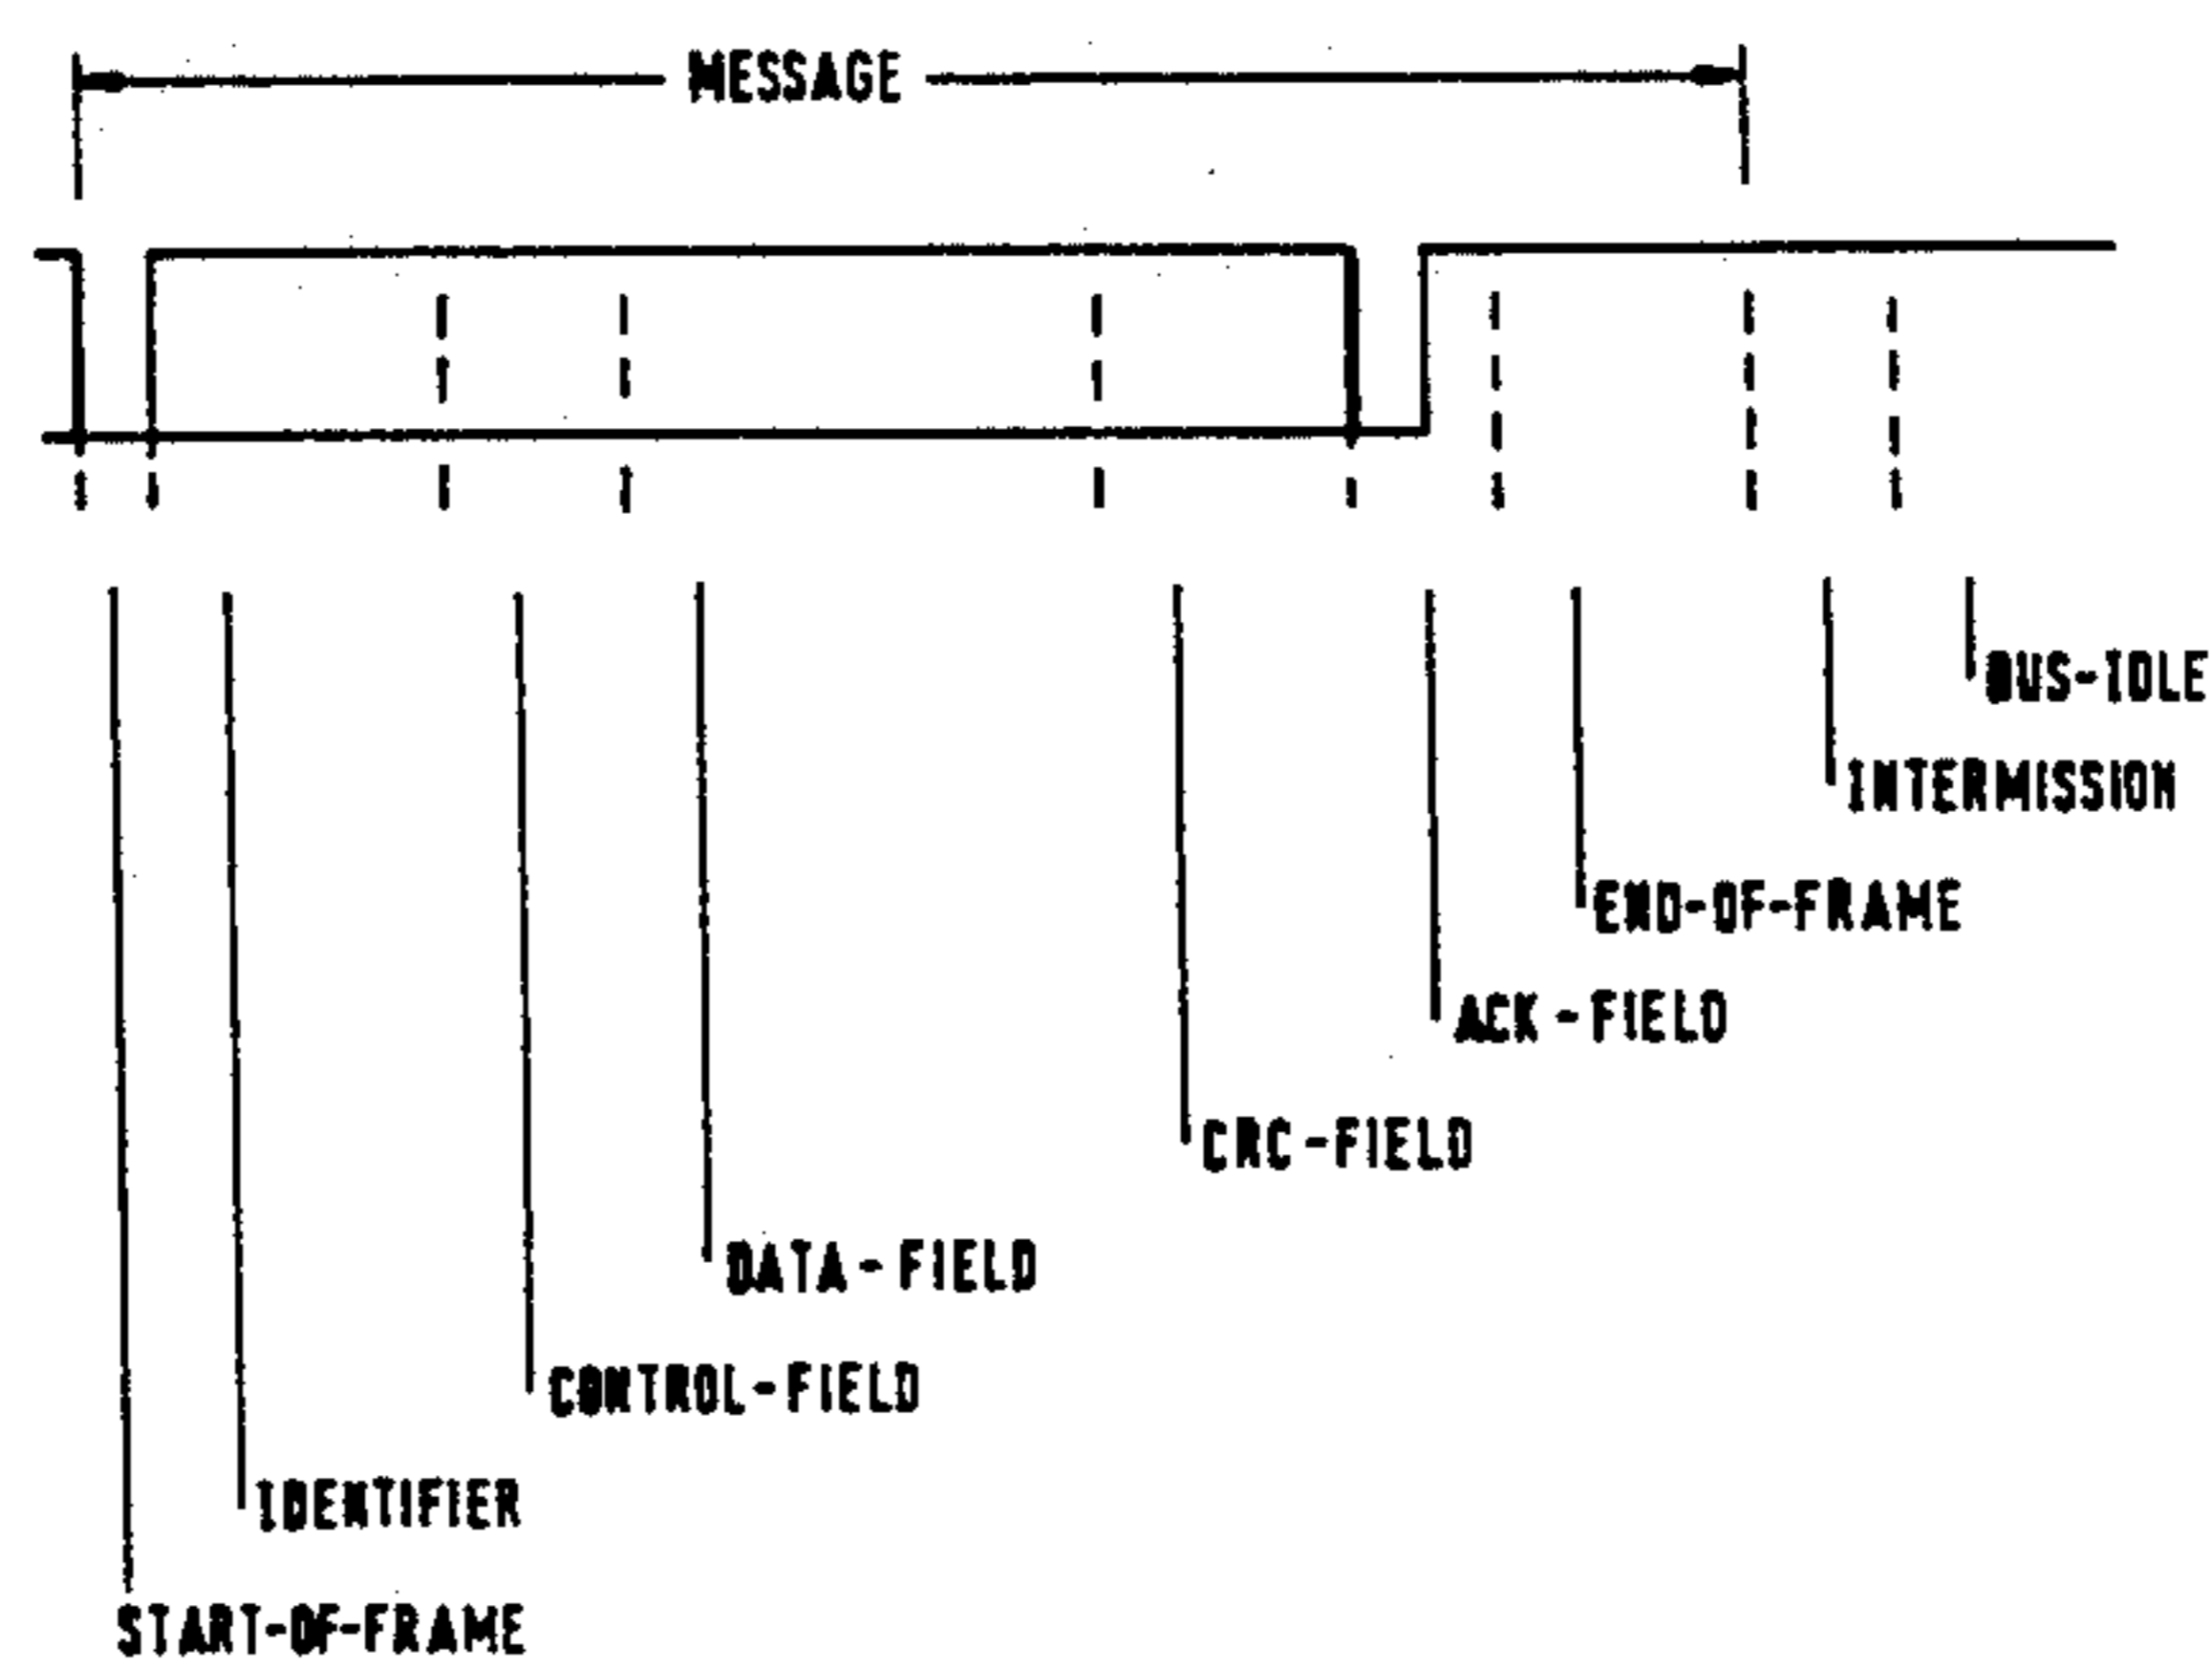 MESSAGE
BUS-IDLE
INTERMISSION
END-OF-FRAME
ACK-FIELD
CRC-FIELD
DATA-FIELD
CONTROL-FIELD
IDENTIFIER
START-OF-FRAME